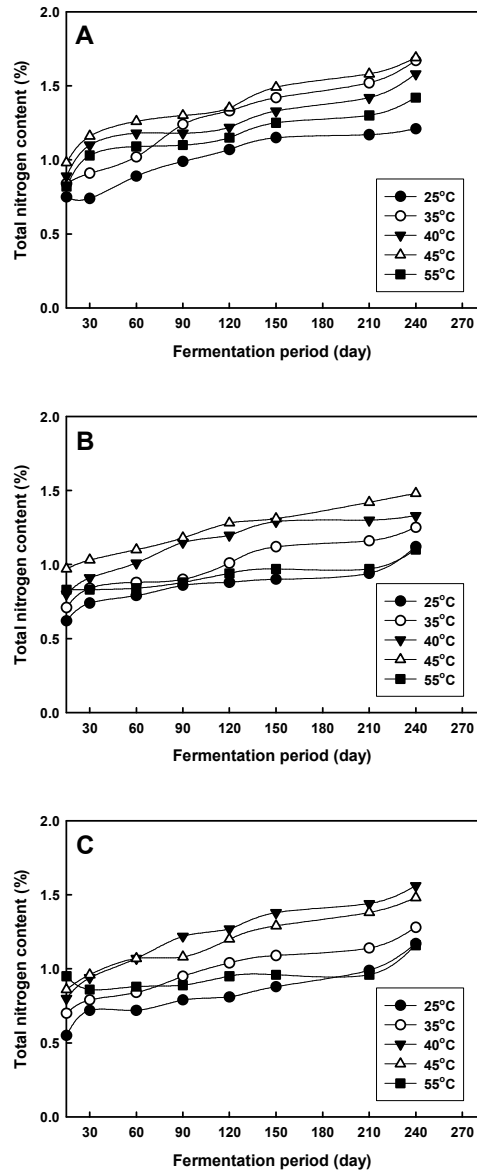 2.0
A
1.5
1.0
0.5
0.0
Total nitrogen content (%)
25°C
35°C
40°C
45°C
55°C
30 60 90 120 150 180 210 240 270
Fermentation period (day)
2.0
B
1.5
1.0
0.5
0.0
Total nitrogen content (%)
25°C
35°C
40°C
45°C
55°C
30 60 90 120 150 180 210 240 270
Fermentation period (day)
2.0
C
1.5
1.0
0.5
0.0
Total nitrogen content (%)
25°C
35°C
40°C
45°C
55°C
30 60 90 120 150 180 210 240 270
Fermentation period (day)